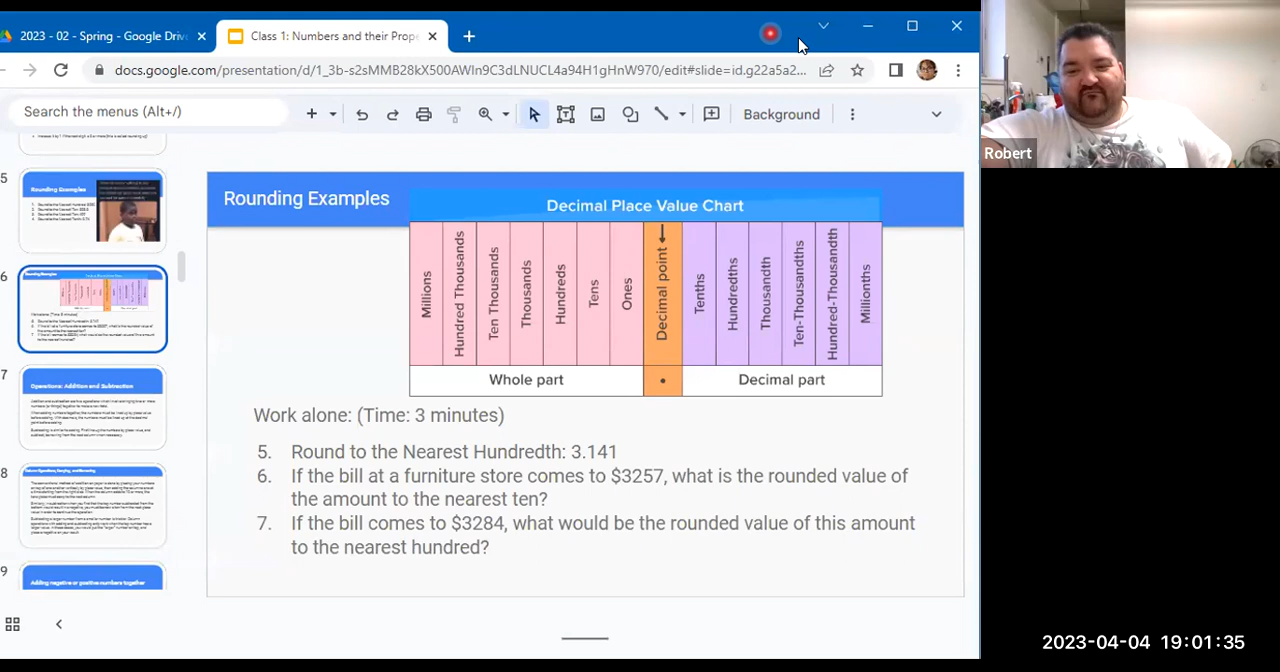 2023 - 02 - Spring - Google Drive
Class 1: Numbers and their Prope
docs.google.com/presentation/d/1_3b-s2sMMB28kX500AWIn9C3dLNUCL4a94H1gHnW970/edit#slide=id.g22a5a2...
Search the menus (Alt+/)
Background
Robert
5
Rounding Examples
6
7
Operations: Addition and Subtraction
8
9
Adding negative or positive numbers together
Rounding Examples
Decimal Place Value Chart
Millions
Hundred Thousands
Ten Thousands
Thousands
Hundreds
Tens
Ones
Decimal point
Tenths
Hundredths
Thousandth
Ten-Thousandths
Hundred-Thousandth
Millionths
Whole part
.
Decimal part
Work alone: (Time: 3 minutes)
5. Round to the Nearest Hundredth: 3.141
6. If the bill at a furniture store comes to $3257, what is the rounded value of
the amount to the nearest ten?
7. If the bill comes to $3284, what would be the rounded value of this amount
to the nearest hundred?
2023-04-04 19:01:35